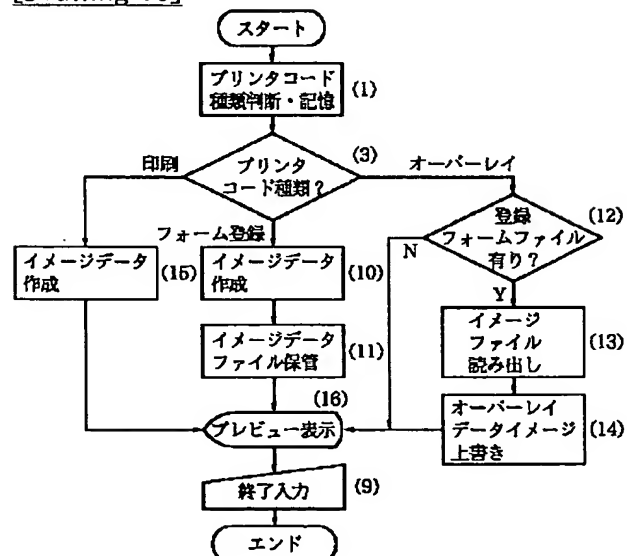 スタート
プリンタコード
種類判断・記憶
(1)
プリンタ
コード種類?
(3)
印刷
オーバーレイ
フォーム登録
登録
フォームファイル
有り?
(12)
N
Y
イメージデータ
作成
(15)
イメージデータ
作成
(10)
イメージデータ
ファイル保管
(11)
イメージ
ファイル
読み出し
(13)
オーバーレイ
データイメージ
上書き
(14)
(16)
プレビュー表示
終了入力
(9)
エンド